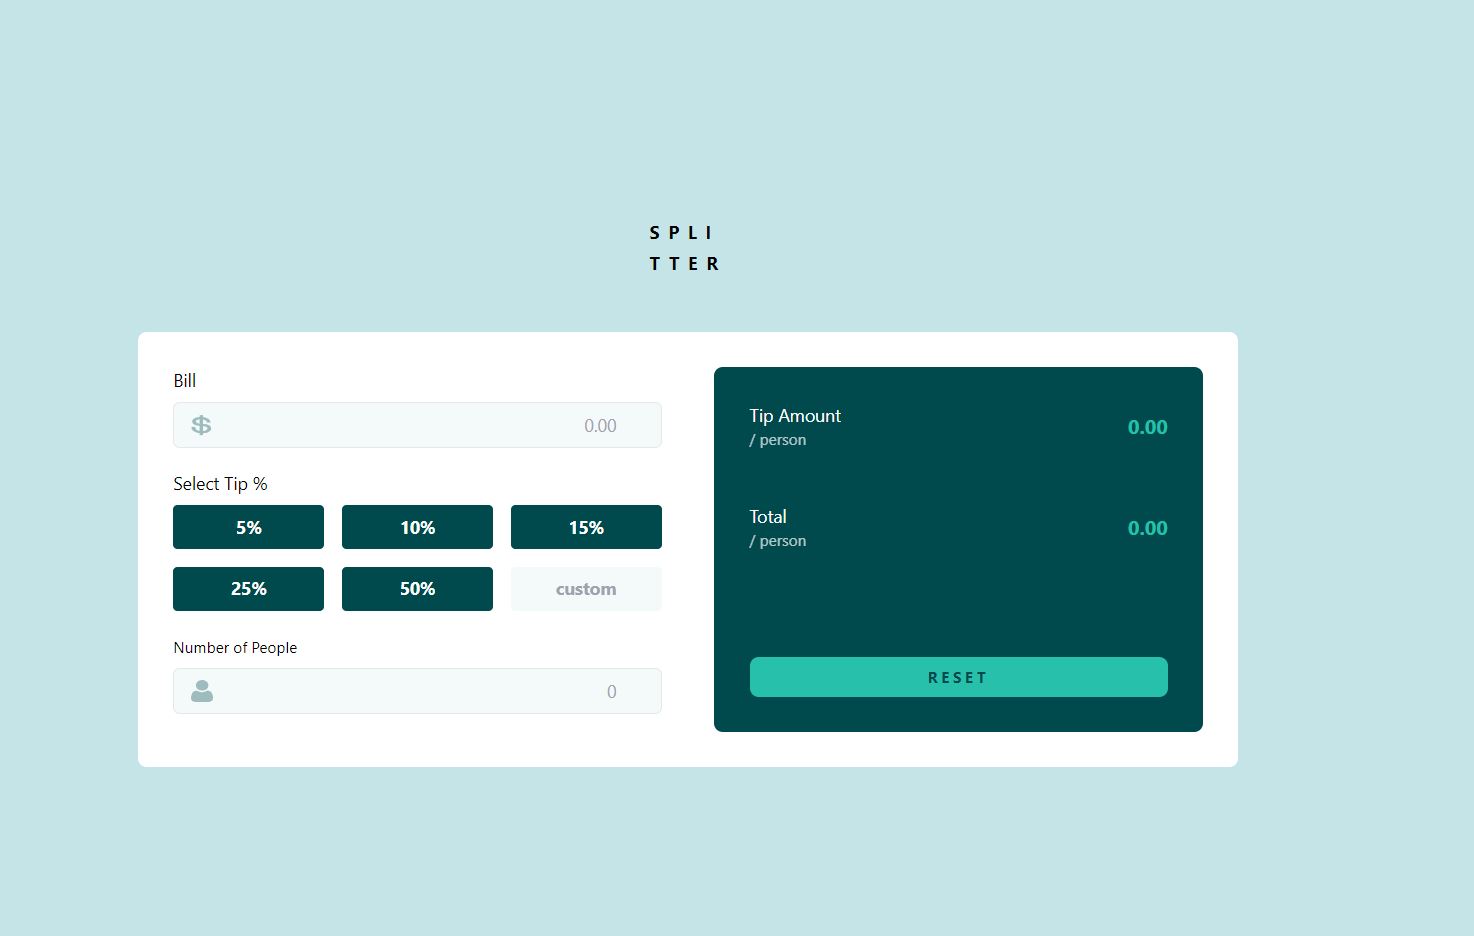 SPLI
TTER
Bill
$ 0.00
Select Tip %
5% 10% 15%
25% 50% custom
Number of People
0
Tip Amount
/ person
0.00
Total
/ person
0.00
RESET